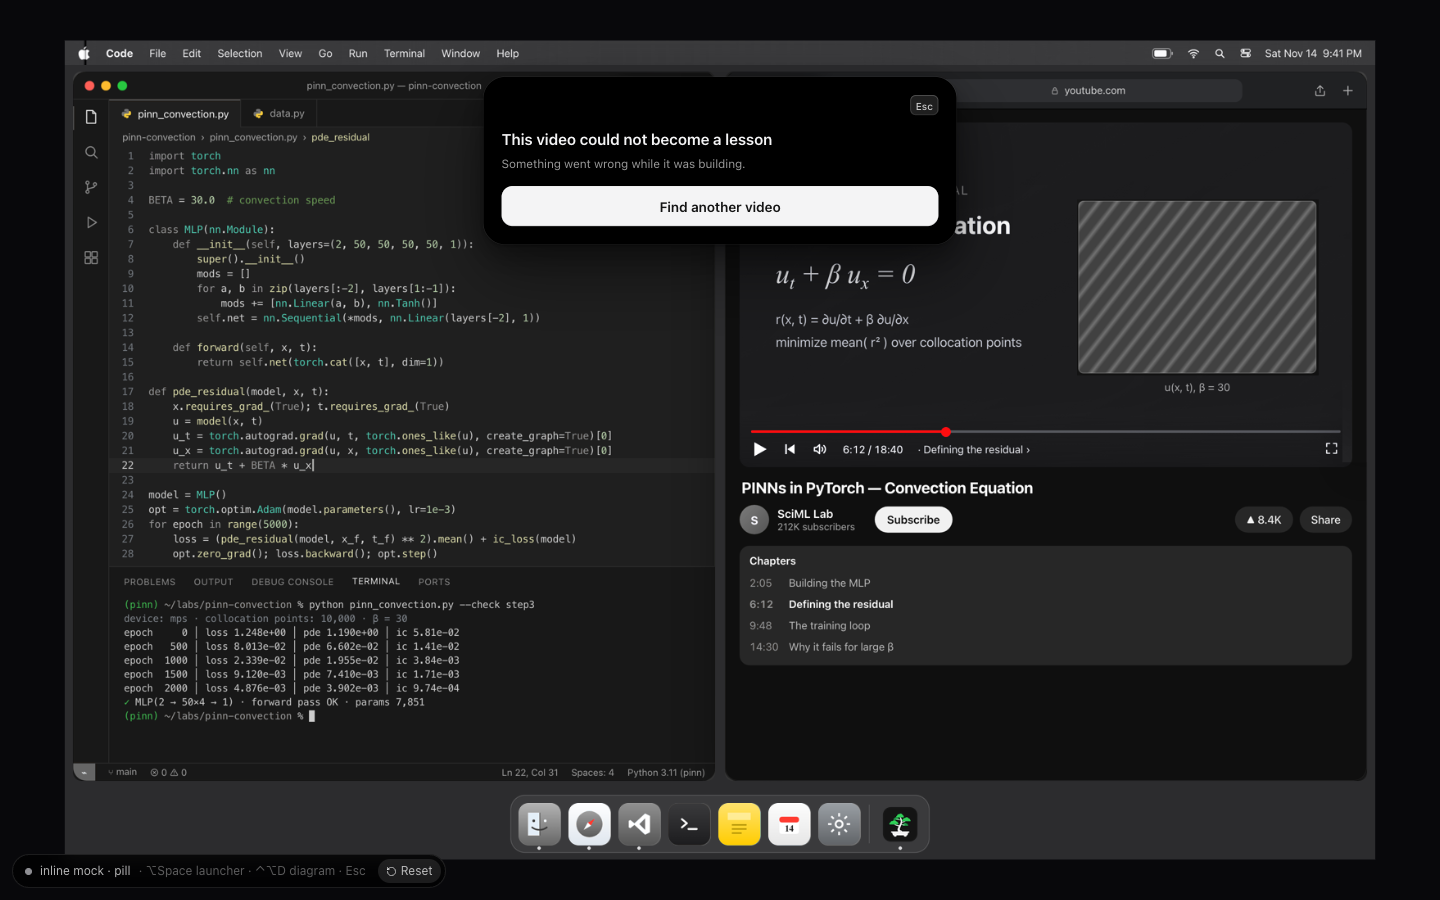 Code File Edit Selection View Go Run Terminal Window Help
Sat Nov 14 9:41 PM
pinn_convection.py — pinn-convection
pinn_convection.py
data.py
pinn-convection › pinn_convection.py › pde_residual
1 import torch
2 import torch.nn as nn
3
4 BETA = 30.0 # convection speed
5
6 class MLP(nn.Module):
7 def __init__(self, layers=(2, 50, 50, 50, 50, 1)):
8 super().__init__()
9 mods = []
10 for a, b in zip(layers[:-2], layers[1:-1]):
11 mods += [nn.Linear(a, b), nn.Tanh()]
12 self.net = nn.Sequential(*mods, nn.Linear(layers[-2], 1))
13
14 def forward(self, x, t):
15 return self.net(torch.cat([x, t], dim=1))
16
17 def pde_residual(model, x, t):
18 x.requires_grad_(True); t.requires_grad_(True)
19 u = model(x, t)
20 u_t = torch.autograd.grad(u, t, torch.ones_like(u), create_graph=True)[0]
21 u_x = torch.autograd.grad(u, x, torch.ones_like(u), create_graph=True)[0]
22 return u_t + BETA * u_x
23
24 model = MLP()
25 opt = torch.optim.Adam(model.parameters(), lr=1e-3)
26 for epoch in range(5000):
27 loss = (pde_residual(model, x_f, t_f) ** 2).mean() + ic_loss(model)
28 opt.zero_grad(); loss.backward(); opt.step()
PROBLEMS OUTPUT DEBUG CONSOLE TERMINAL PORTS
(pinn) ~/labs/pinn-convection % python pinn_convection.py --check step3
device: mps · collocation points: 10,000 · β = 30
epoch 0 │ loss 1.248e+00 │ pde 1.190e+00 │ ic 5.81e-02
epoch 500 │ loss 8.013e-02 │ pde 6.602e-02 │ ic 1.41e-02
epoch 1000 │ loss 2.339e-02 │ pde 1.955e-02 │ ic 3.84e-03
epoch 1500 │ loss 9.120e-03 │ pde 7.410e-03 │ ic 1.71e-03
epoch 2000 │ loss 4.876e-03 │ pde 3.902e-03 │ ic 9.74e-04
✓ MLP(2 → 50×4 → 1) · forward pass OK · params 7,851
(pinn) ~/labs/pinn-convection %
main 0 0
Ln 22, Col 31 Spaces: 4 Python 3.11 (pinn)
Esc
This video could not become a lesson
Something went wrong while it was building.
Find another video
youtube.com
AL
ation
u_t + β u_x = 0
r(x, t) = ∂u/∂t + β ∂u/∂x
minimize mean( r² ) over collocation points
u(x, t), β = 30
6:12 / 18:40 · Defining the residual ›
PINNs in PyTorch — Convection Equation
S
SciML Lab
212K subscribers
Subscribe
▲ 8.4K
Share
Chapters
2:05 Building the MLP
6:12 Defining the residual
9:48 The training loop
14:30 Why it fails for large β
14
inline mock · pill · ⌥Space launcher · ⌃⌥D diagram · Esc
Reset